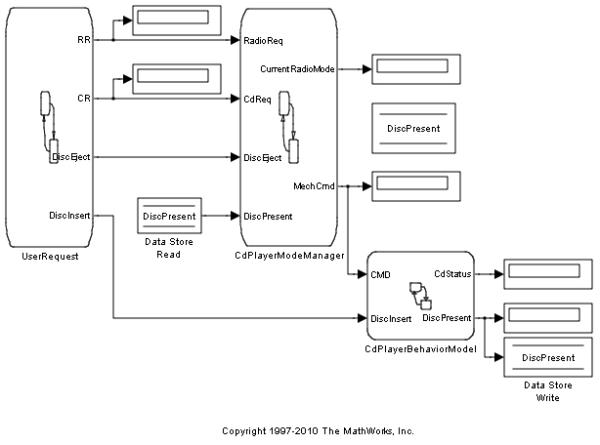 RR
RadioReq
CurrentRadioMode
CR
CdReq
DiscPresent
DiscEject
DiscEject
MechCmd
DiscInsert
DiscPresent
DiscPresent
Data Store
Read
UserRequest
CdPlayerModeManager
CMD
CdStatus
DiscInsert
DiscPresent
CdPlayerBehaviorModel
DiscPresent
Data Store
Write
Copyright 1997-2010 The MathWorks, Inc.